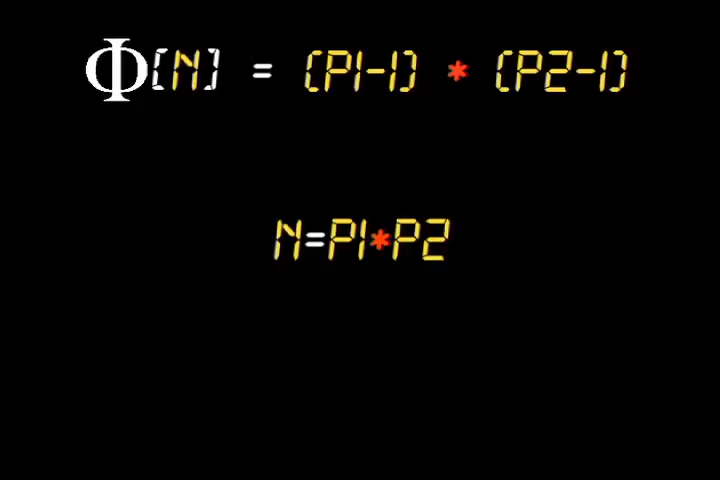 Φ[N] = (P1-1) * (P2-1)
N=P1*P2